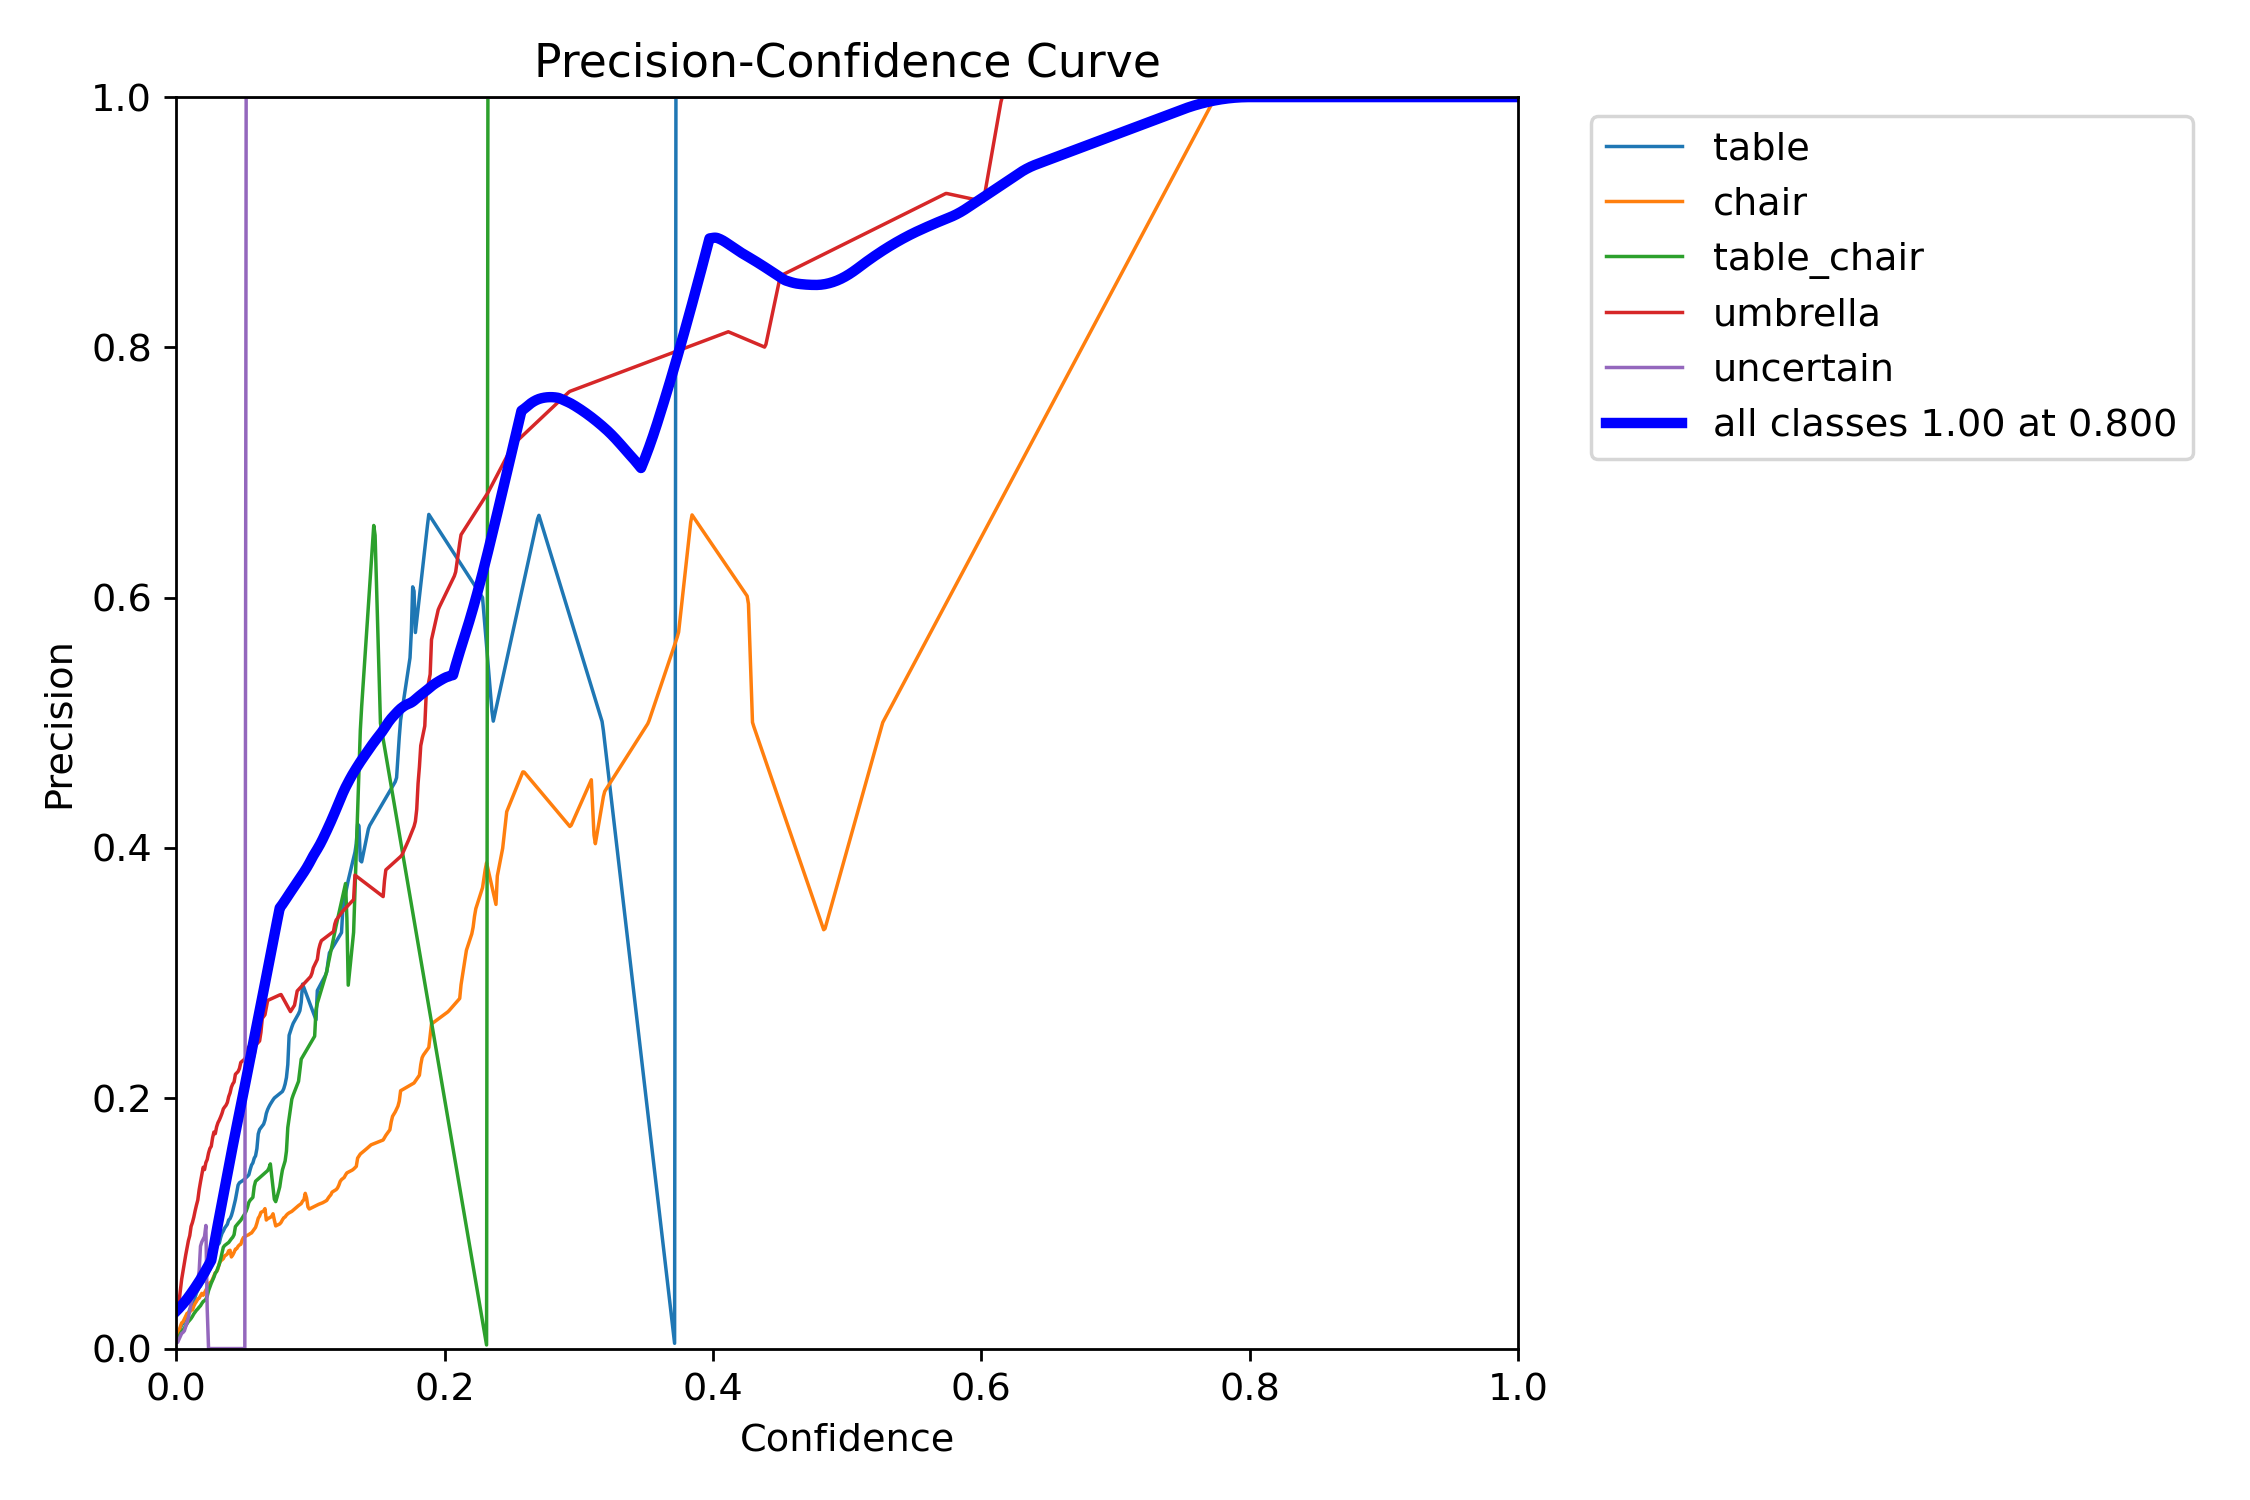 Precision-Confidence Curve
1.0
0.8
0.6
0.4
0.2
0.0
Precision
0.0 0.2 0.4 0.6 0.8 1.0
Confidence
table
chair
table_chair
umbrella
uncertain
all classes 1.00 at 0.800